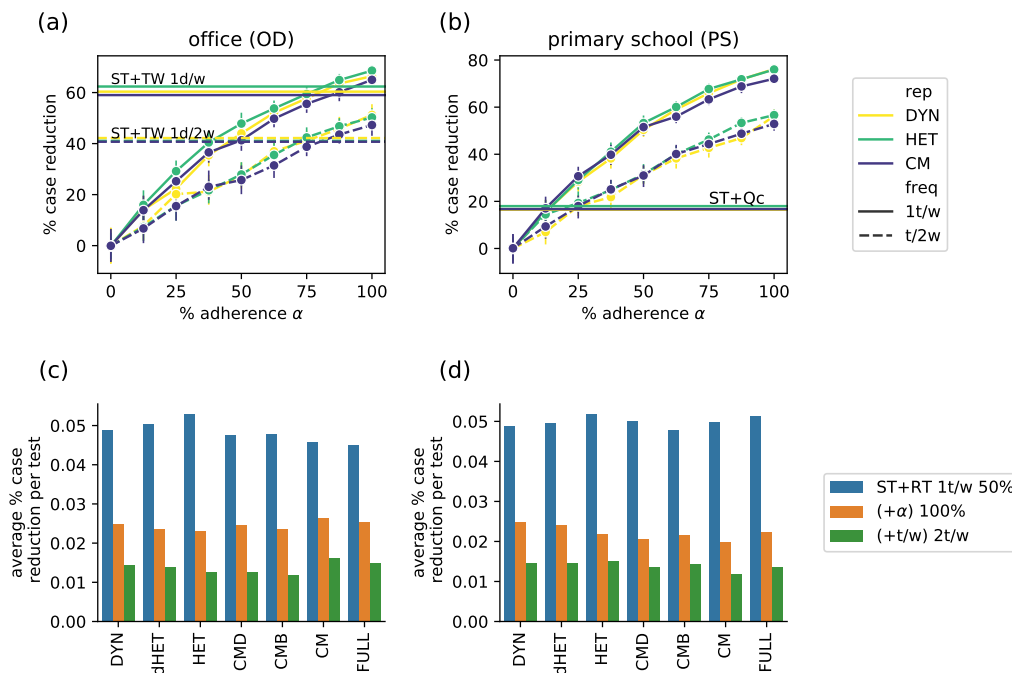 (a)
office (OD)
% case reduction
60
40
20
0
ST+TW 1d/w
ST+TW 1d/2w
0
25
50
75
100
% adherence α
(b)
primary school (PS)
% case reduction
80
60
40
20
0
ST+Qc
0
25
50
75
100
% adherence α
rep
DYN
HET
CM
freq
1t/w
t/2w
(c)
average % case
reduction per test
0.05
0.04
0.03
0.02
0.01
0.00
DYN
dHET
HET
CMD
CMB
CM
FULL
(d)
average % case
reduction per test
0.05
0.04
0.03
0.02
0.01
0.00
DYN
dHET
HET
CMD
CMB
CM
FULL
ST+RT 1t/w 50%
(+α) 100%
(+t/w) 2t/w